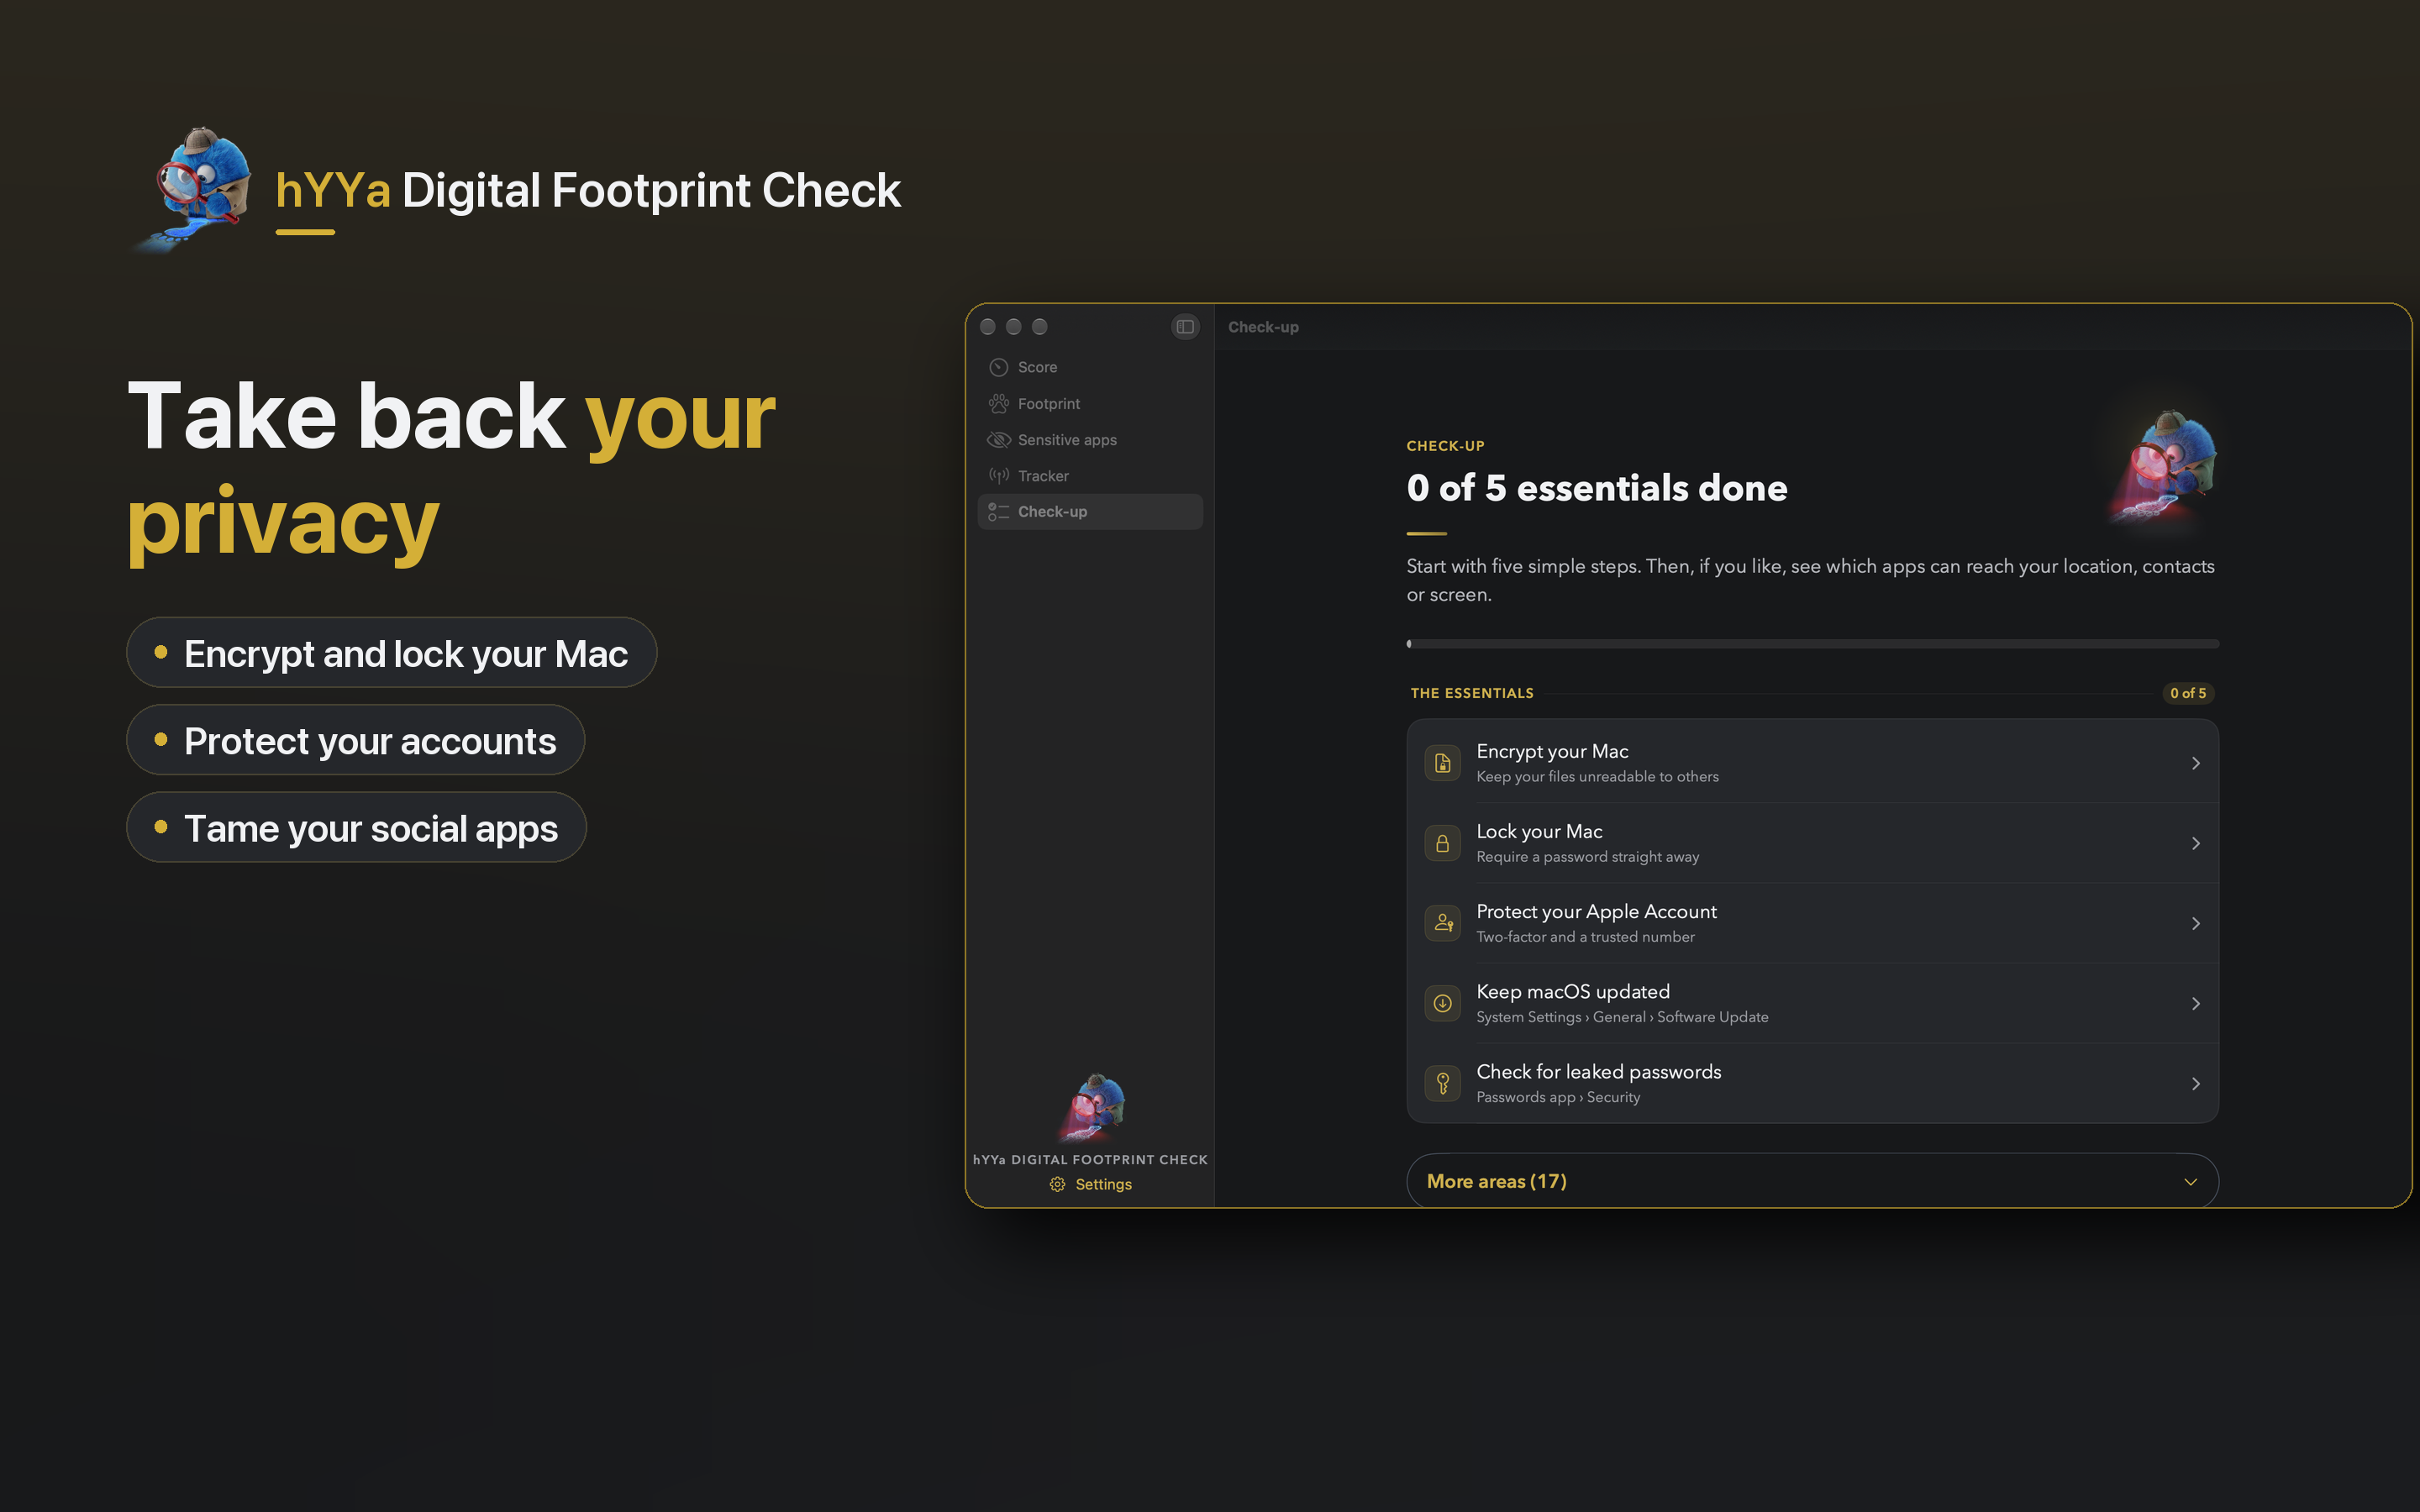 hYYa Digital Footprint Check
Take back your
privacy
Encrypt and lock your Mac
Protect your accounts
Tame your social apps
Score
Footprint
Sensitive apps
Tracker
Check-up
hYYa DIGITAL FOOTPRINT CHECK
Settings
Check-up
CHECK-UP
0 of 5 essentials done
Start with five simple steps. Then, if you like, see which apps can reach your location, contacts
or screen.
THE ESSENTIALS
0 of 5
Encrypt your Mac
Keep your files unreadable to others
Lock your Mac
Require a password straight away
Protect your Apple Account
Two-factor and a trusted number
Keep macOS updated
System Settings › General › Software Update
Check for leaked passwords
Passwords app › Security
More areas (17)